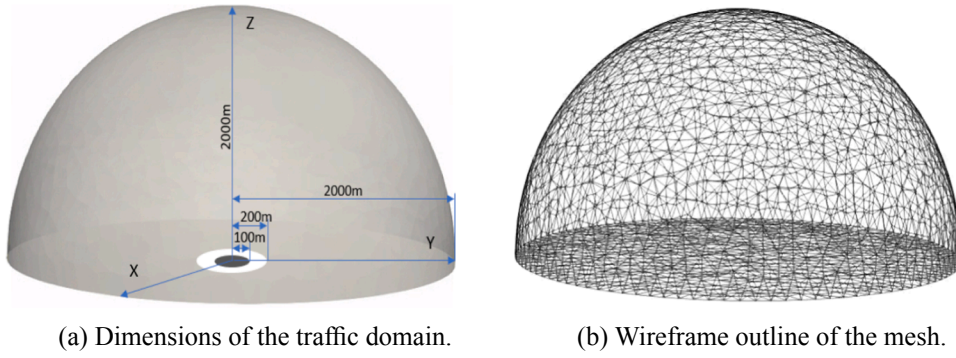 Z
2000m
2000m
200m
100m
Y
X
(a) Dimensions of the traffic domain.
(b) Wireframe outline of the mesh.